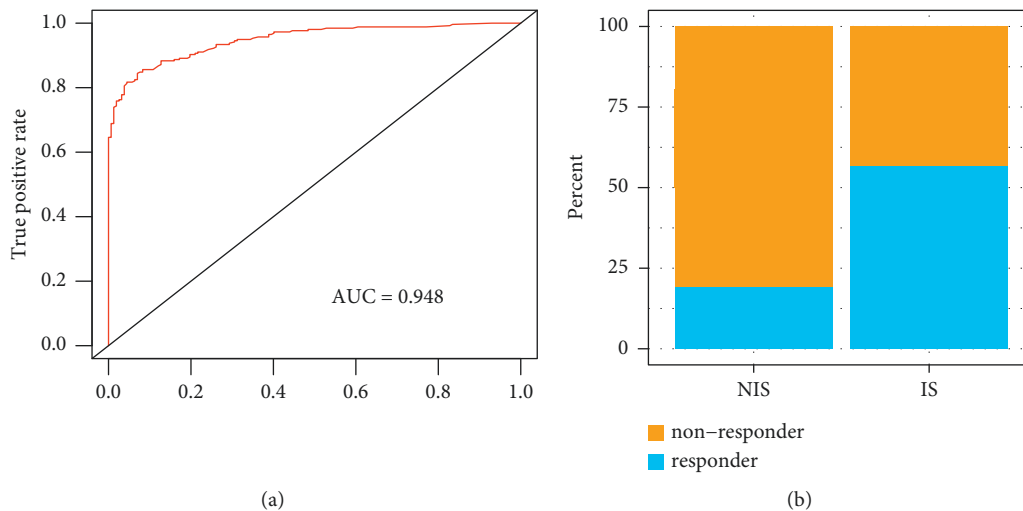 1.0
0.8
0.6
0.4
0.2
0.0
True positive rate
AUC = 0.948
0.0 0.2 0.4 0.6 0.8 1.0
(a)
100
75
50
25
0
Percent
NIS IS
non−responder
responder
(b)